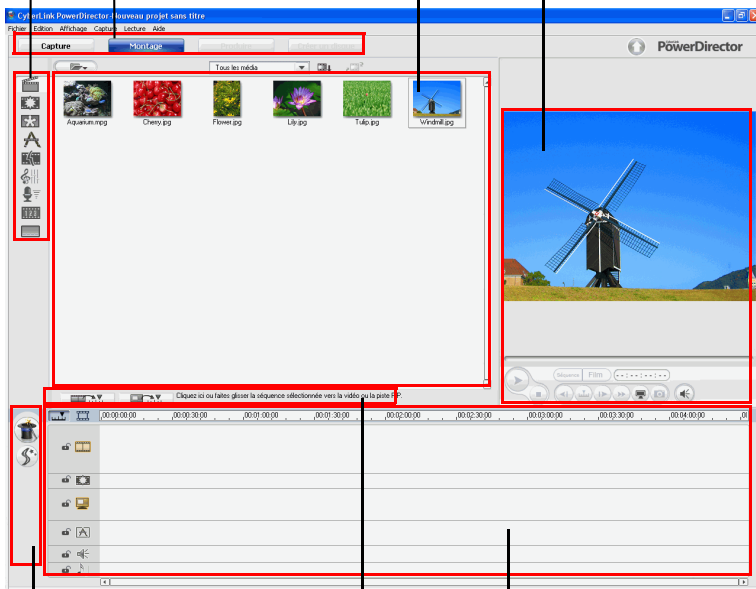 CyberLink PowerDirector-Nouveau projet sans titre
Fichier Edition Affichage Capture Lecture Aide
Capture Montage
PowerDirector
Tous les média
Aquarium.mpg Cherry.jpg Flower.jpg Lily.jpg Tulip.jpg Windmill.jpg
Séquence Film --:--:--:--
Cliquez ici ou faites glisser la séquence sélectionnée vers la vidéo ou la piste PiP.
00:00:00:00 00:00:30:00 00:01:00:00 00:01:30:00 00:02:00:00 00:02:30:00 00:03:00:00 00:03:30:00 00:04:00:00